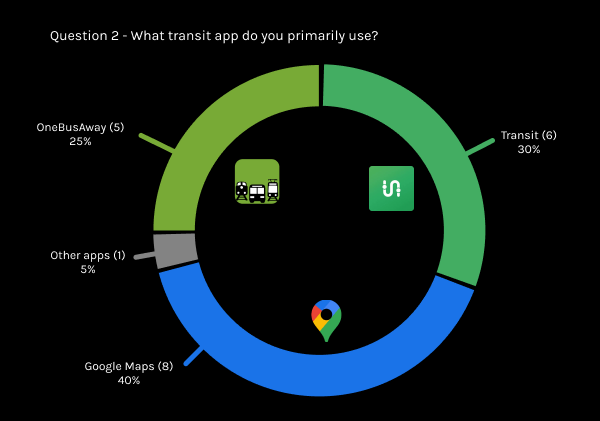 Question 2 - What transit app do you primarily use?
OneBusAway (5)
25%
Transit (6)
30%
Other apps (1)
5%
Google Maps (8)
40%